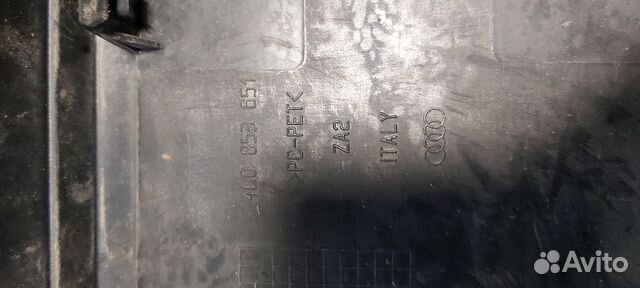 4L0 853 651
>PC-PET<
ZA2
ITALY
Avito